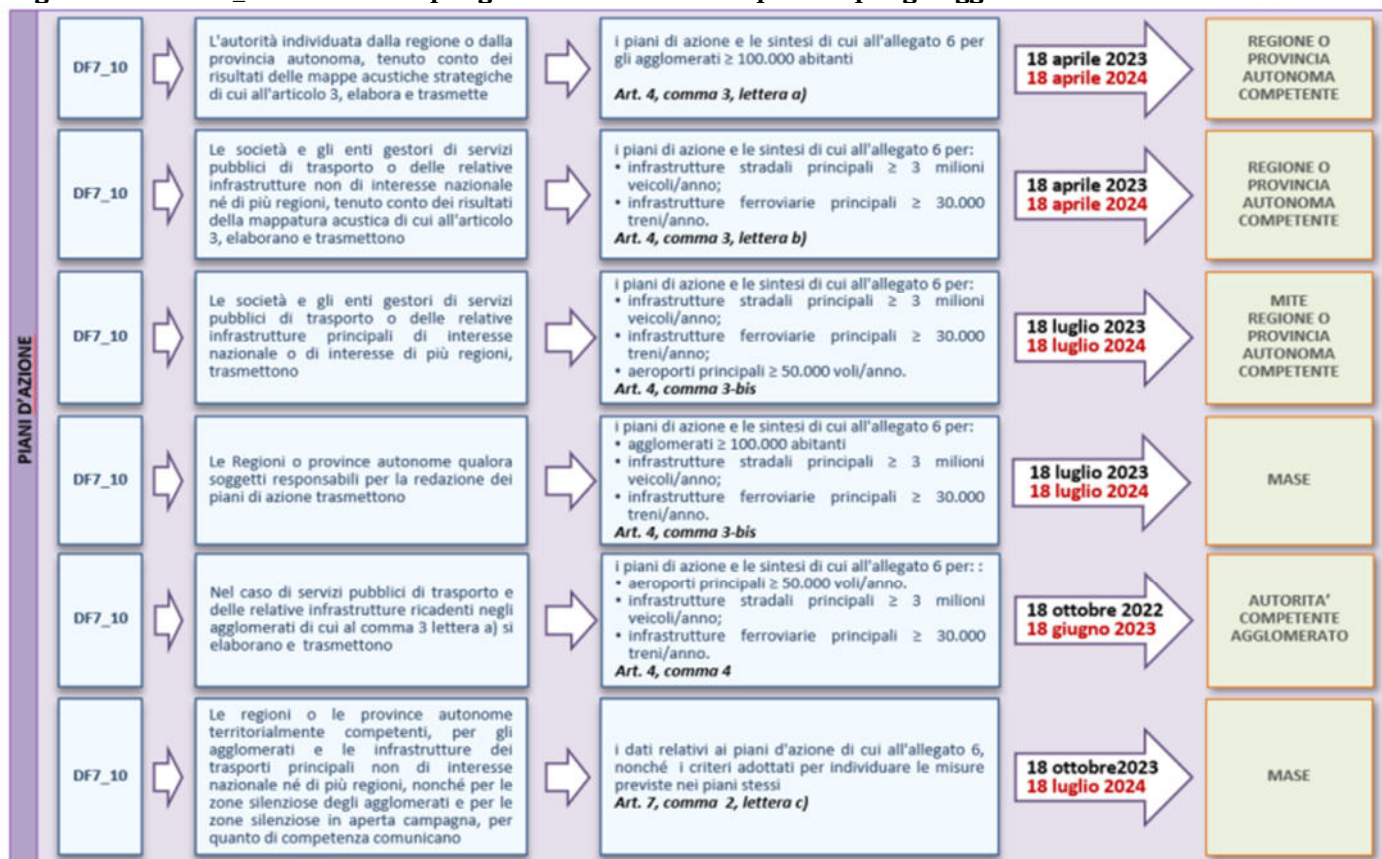 PIANI D'AZIONE
DF7_10
L'autorità individuata dalla regione o dalla
provincia autonoma, tenuto conto dei
risultati delle mappe acustiche strategiche
di cui all'articolo 3, elabora e trasmette
i piani di azione e le sintesi di cui all'allegato 6 per
gli agglomerati ≥ 100.000 abitanti
Art. 4, comma 3, lettera a)
18 aprile 2023
18 aprile 2024
REGIONE O
PROVINCIA
AUTONOMA
COMPETENTE
DF7_10
Le società e gli enti gestori di servizi
pubblici di trasporto o delle relative
infrastrutture non di interesse nazionale
né di più regioni, tenuto conto dei risultati
della mappatura acustica di cui all'articolo
3, elaborano e trasmettono
i piani di azione e le sintesi di cui all'allegato 6 per:
• infrastrutture stradali principali ≥ 3 milioni
veicoli/anno;
• infrastrutture ferroviarie principali ≥ 30.000
treni/anno.
Art. 4, comma 3, lettera b)
18 aprile 2023
18 aprile 2024
REGIONE O
PROVINCIA
AUTONOMA
COMPETENTE
DF7_10
Le società e gli enti gestori di servizi
pubblici di trasporto o delle relative
infrastrutture principali di interesse
nazionale o di interesse di più regioni,
trasmettono
i piani di azione e le sintesi di cui all'allegato 6 per:
• infrastrutture stradali principali ≥ 3 milioni
veicoli/anno;
• infrastrutture ferroviarie principali ≥ 30.000
treni/anno;
• aeroporti principali ≥ 50.000 voli/anno.
Art. 4, comma 3-bis
18 luglio 2023
18 luglio 2024
MITE
REGIONE O
PROVINCIA
AUTONOMA
COMPETENTE
DF7_10
Le Regioni o province autonome qualora
soggetti responsabili per la redazione dei
piani di azione trasmettono
i piani di azione e le sintesi di cui all'allegato 6 per:
• agglomerati ≥ 100.000 abitanti
• infrastrutture stradali principali ≥ 3 milioni
veicoli/anno;
• infrastrutture ferroviarie principali ≥ 30.000
treni/anno.
Art. 4, comma 3-bis
18 luglio 2023
18 luglio 2024
MASE
DF7_10
Nel caso di servizi pubblici di trasporto e
delle relative infrastrutture ricadenti negli
agglomerati di cui al comma 3 lettera a) si
elaborano e trasmettono
i piani di azione e le sintesi di cui all'allegato 6 per: :
• aeroporti principali ≥ 50.000 voli/anno.
• infrastrutture stradali principali ≥ 3 milioni
veicoli/anno;
• infrastrutture ferroviarie principali ≥ 30.000
treni/anno.
Art. 4, comma 4
18 ottobre 2022
18 giugno 2023
AUTORITA'
COMPETENTE
AGGLOMERATO
DF7_10
Le regioni o le province autonome
territorialmente competenti, per gli
agglomerati e le infrastrutture dei
trasporti principali non di interesse
nazionale né di più regioni, nonché per le
zone silenziose degli agglomerati e per le
zone silenziose in aperta campagna, per
quanto di competenza comunicano
i dati relativi ai piani d'azione di cui all'allegato 6,
nonché i criteri adottati per individuare le misure
previste nei piani stessi
Art. 7, comma 2, lettera c)
18 ottobre2023
18 luglio 2024
MASE